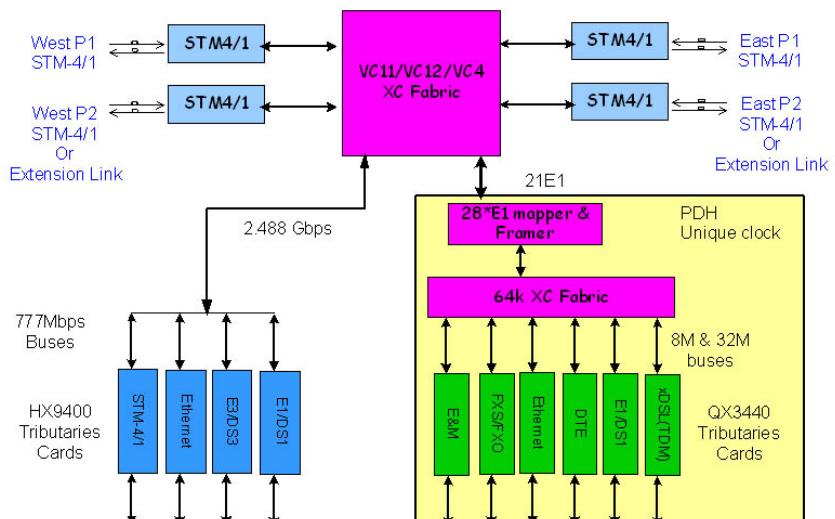 West P1
STM-4/1
STM4/1
VC11/VC12/VC4
XC Fabric
STM4/1
East P1
STM-4/1
West P2
STM-4/1
Or
Extension Link
STM4/1
STM4/1
East P2
STM-4/1
Or
Extension Link
2.488 Gbps
21E1
28*E1 mapper &
Framer
PDH
Unique clock
64k XC Fabric
777Mbps
Buses
8M & 32M
buses
HX9400
Tributaries
Cards
STM-4/1
Ethernet
E3/DS3
E1/DS1
E&M
FXS/FXO
Ethernet
DTE
E1/DS1
xDSL(TDM)
QX3440
Tributaries
Cards